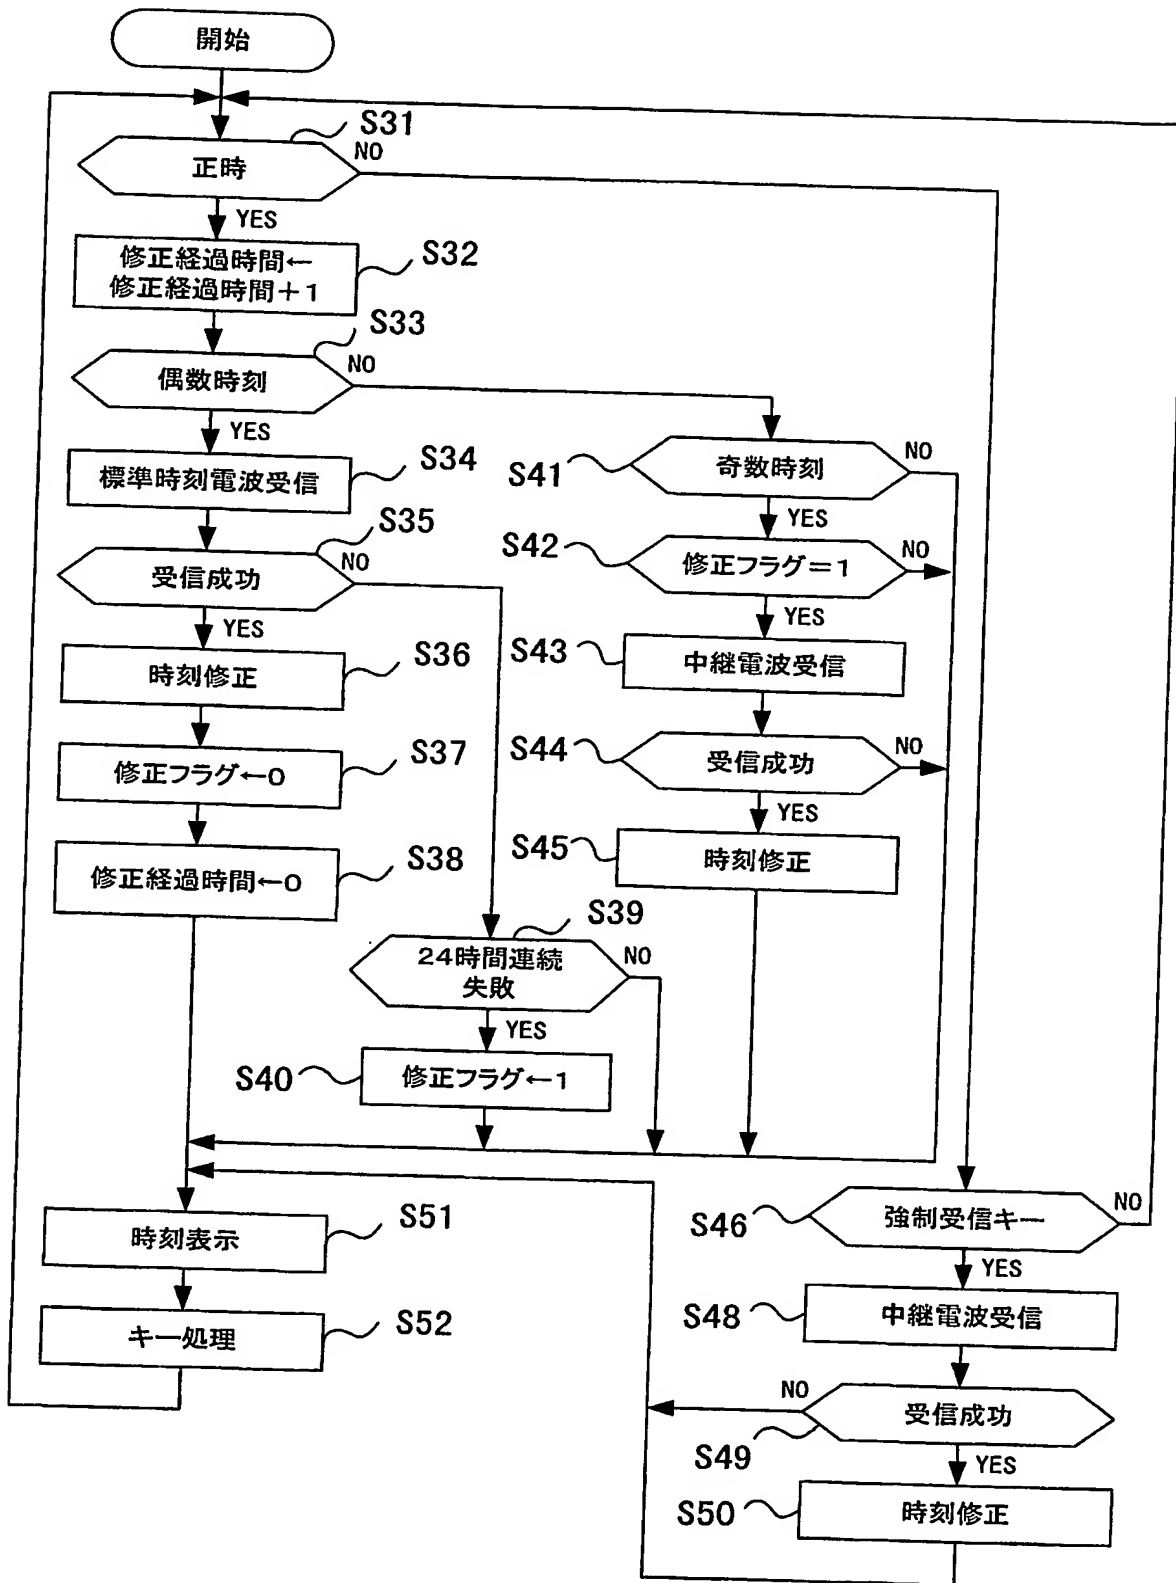 開始
S31
正時
NO
YES
修正経過時間←
修正経過時間+1
S32
S33
偶数時刻
NO
YES
標準時刻電波受信
S34
S35
受信成功
NO
YES
時刻修正
S36
修正フラグ←0
S37
修正経過時間←0
S38
S39
24時間連続
失敗
NO
YES
S40
修正フラグ←1
S41
奇数時刻
NO
YES
S42
修正フラグ=1
NO
YES
S43
中継電波受信
S44
受信成功
NO
YES
S45
時刻修正
S46
強制受信キー
NO
YES
S48
中継電波受信
NO
受信成功
S49
YES
S50
時刻修正
S51
時刻表示
S52
キー処理